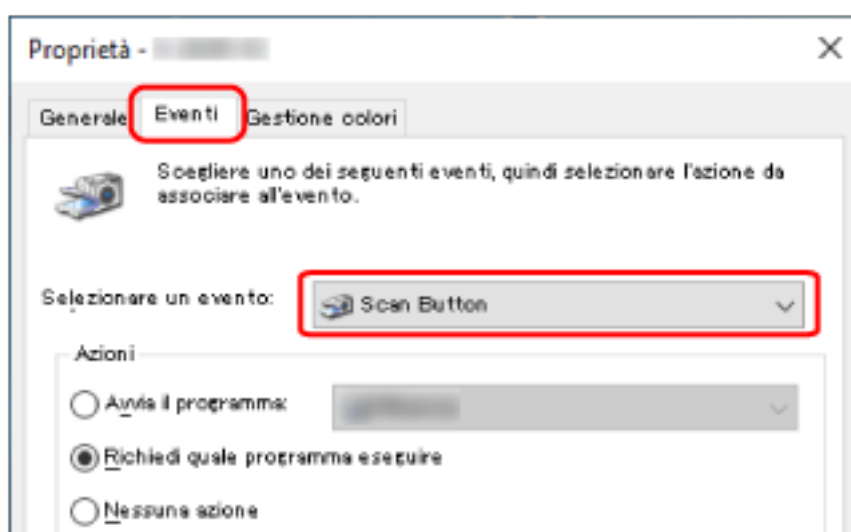 Proprietà -
Generale Eventi Gestione colori
Scegliere uno dei seguenti eventi, quindi selezionare l'azione da
associare all'evento.
Selezionare un evento: Scan Button
Azioni
Avvia il programma:
Richiedi quale programma eseguire
Nessuna azione